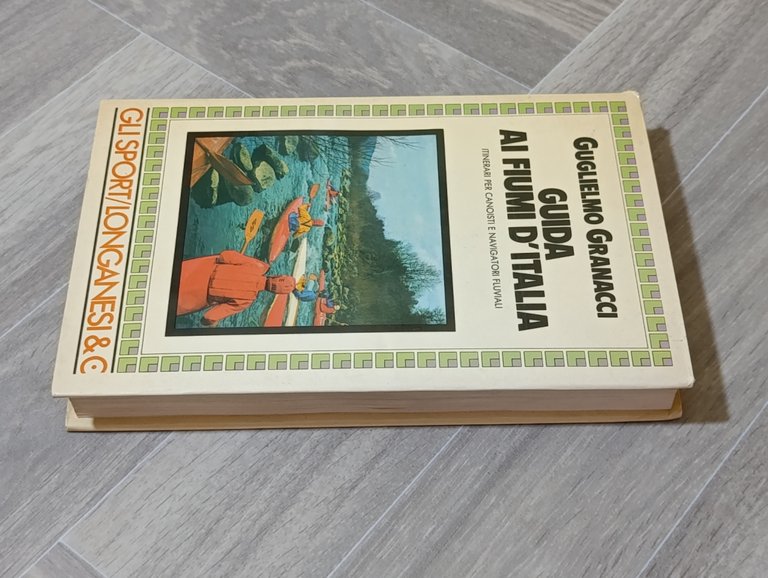 GUGLIELMO GRANACCI
GUIDA
AI FIUMI D'ITALIA
ITINERARI PER CANOISTI E NAVIGATORI FLUVIALI
GLI SPORT/LONGANESI & C